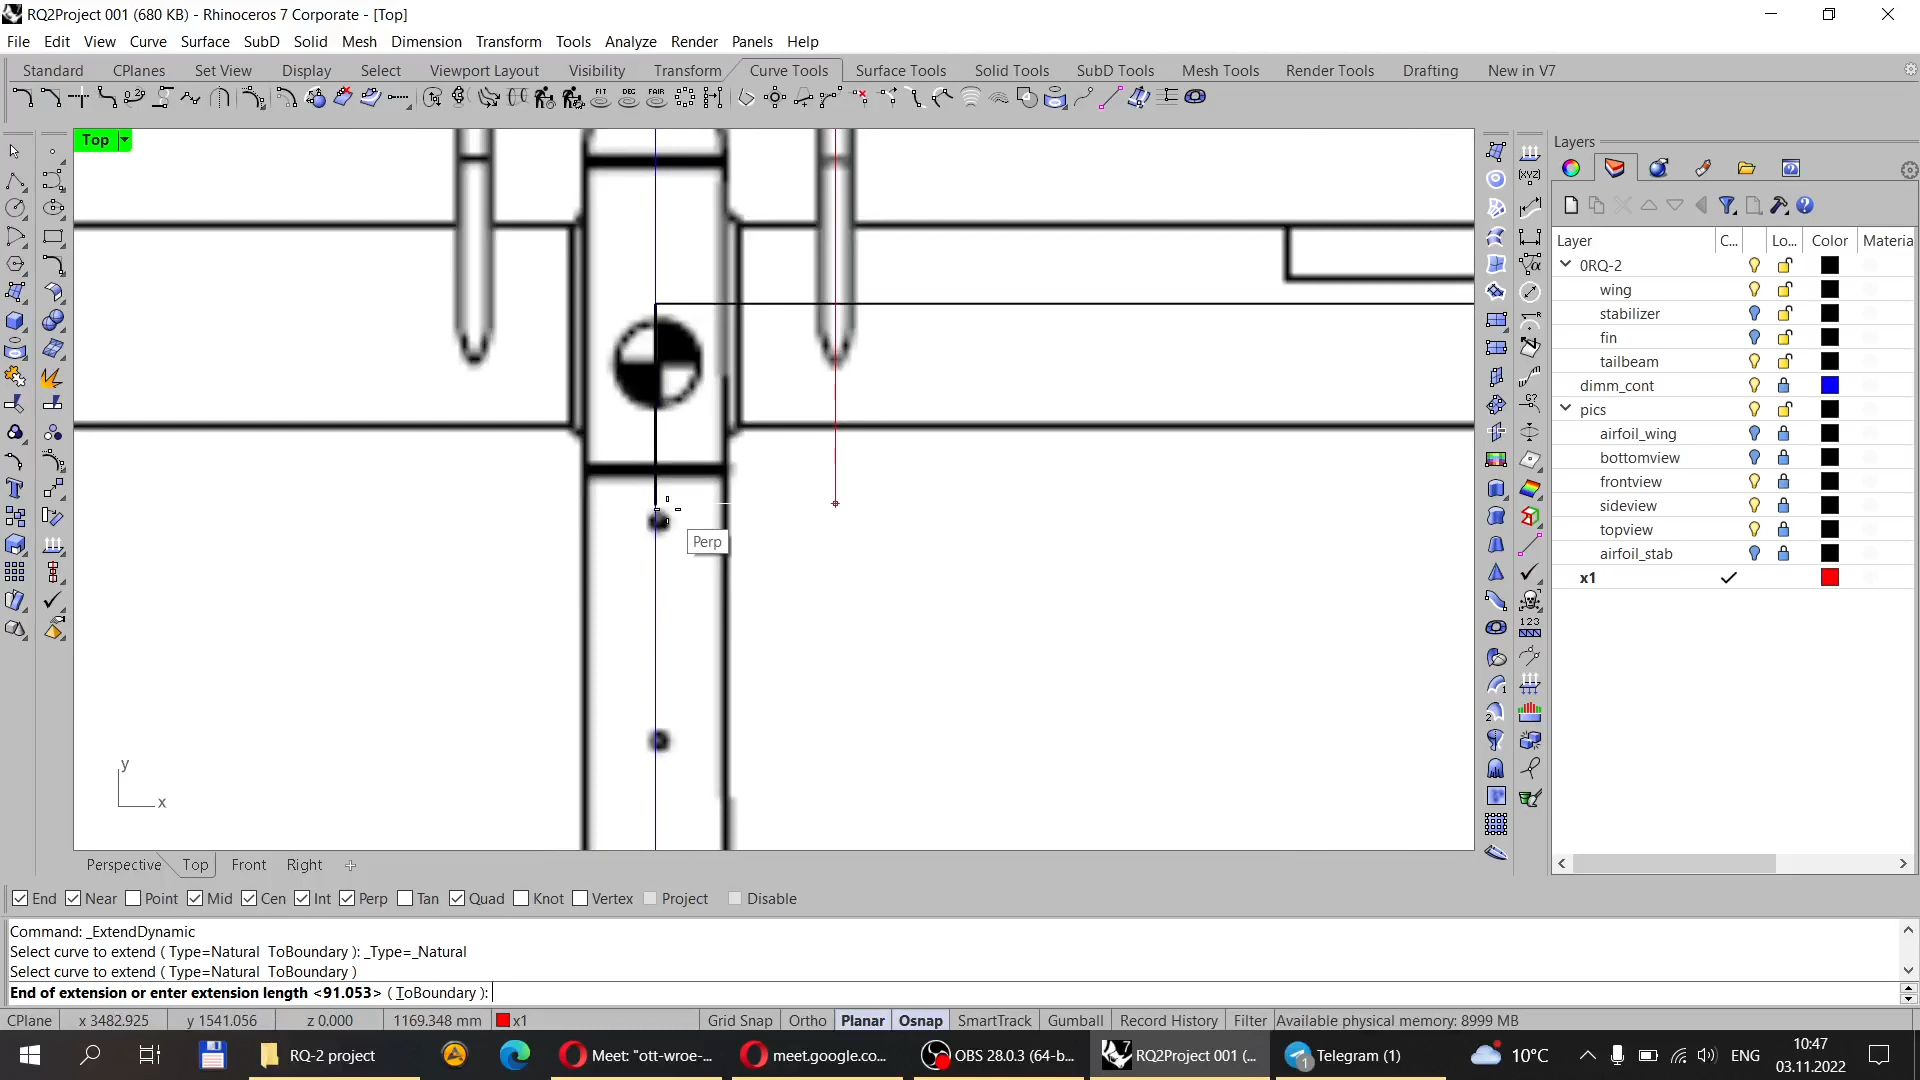 RQ2Project 001 (680 KB) - Rhinoceros 7 Corporate - [Top]
File Edit View Curve Surface SubD Solid Mesh Dimension Transform Tools Analyze Render Panels Help
Standard CPlanes Set View Display Select Viewport Layout Visibility Transform Curve Tools Surface Tools Solid Tools SubD Tools Mesh Tools Render Tools Drafting New in V7
FIT DEG FAIR
Top
Layers
Layer C... Lo... Color Materia
0RQ-2
wing
stabilizer
fin
tailbeam
dimm_cont
pics
airfoil_wing
bottomview
frontview
sideview
topview
airfoil_stab
x1
Perp
y
x
Perspective Top Front Right
End Near Point Mid Cen Int Perp Tan Quad Knot Vertex Project Disable
Command: _ExtendDynamic
Select curve to extend ( Type=Natural ToBoundary ): _Type=_Natural
Select curve to extend ( Type=Natural ToBoundary )
End of extension or enter extension length <91.053> ( ToBoundary ):
CPlane x 3482.925 y 1541.056 z 0.000 1169.348 mm x1 Grid Snap Ortho Planar Osnap SmartTrack Gumball Record History Filter Available physical memory: 8999 MB
RQ-2 project Meet: "ott-wroe-... meet.google.co... OBS 28.0.3 (64-b... RQ2Project 001 (... Telegram (1) 10°C ENG 10:47
03.11.2022